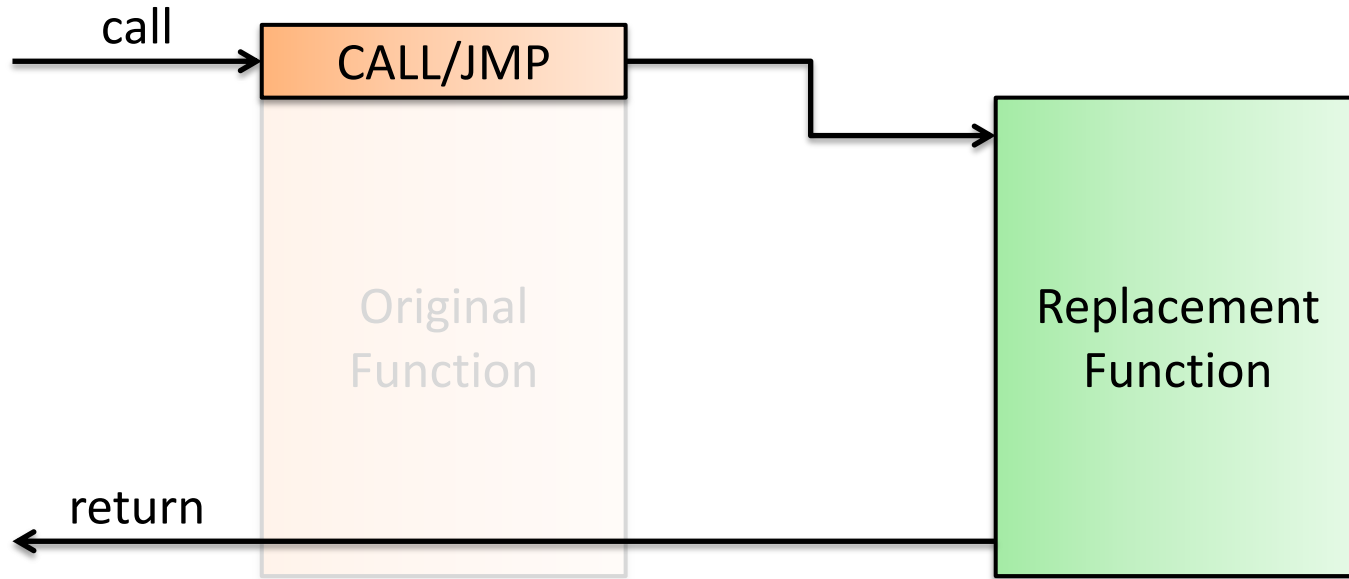 call
CALL/JMP
Original
Function
Replacement
Function
return